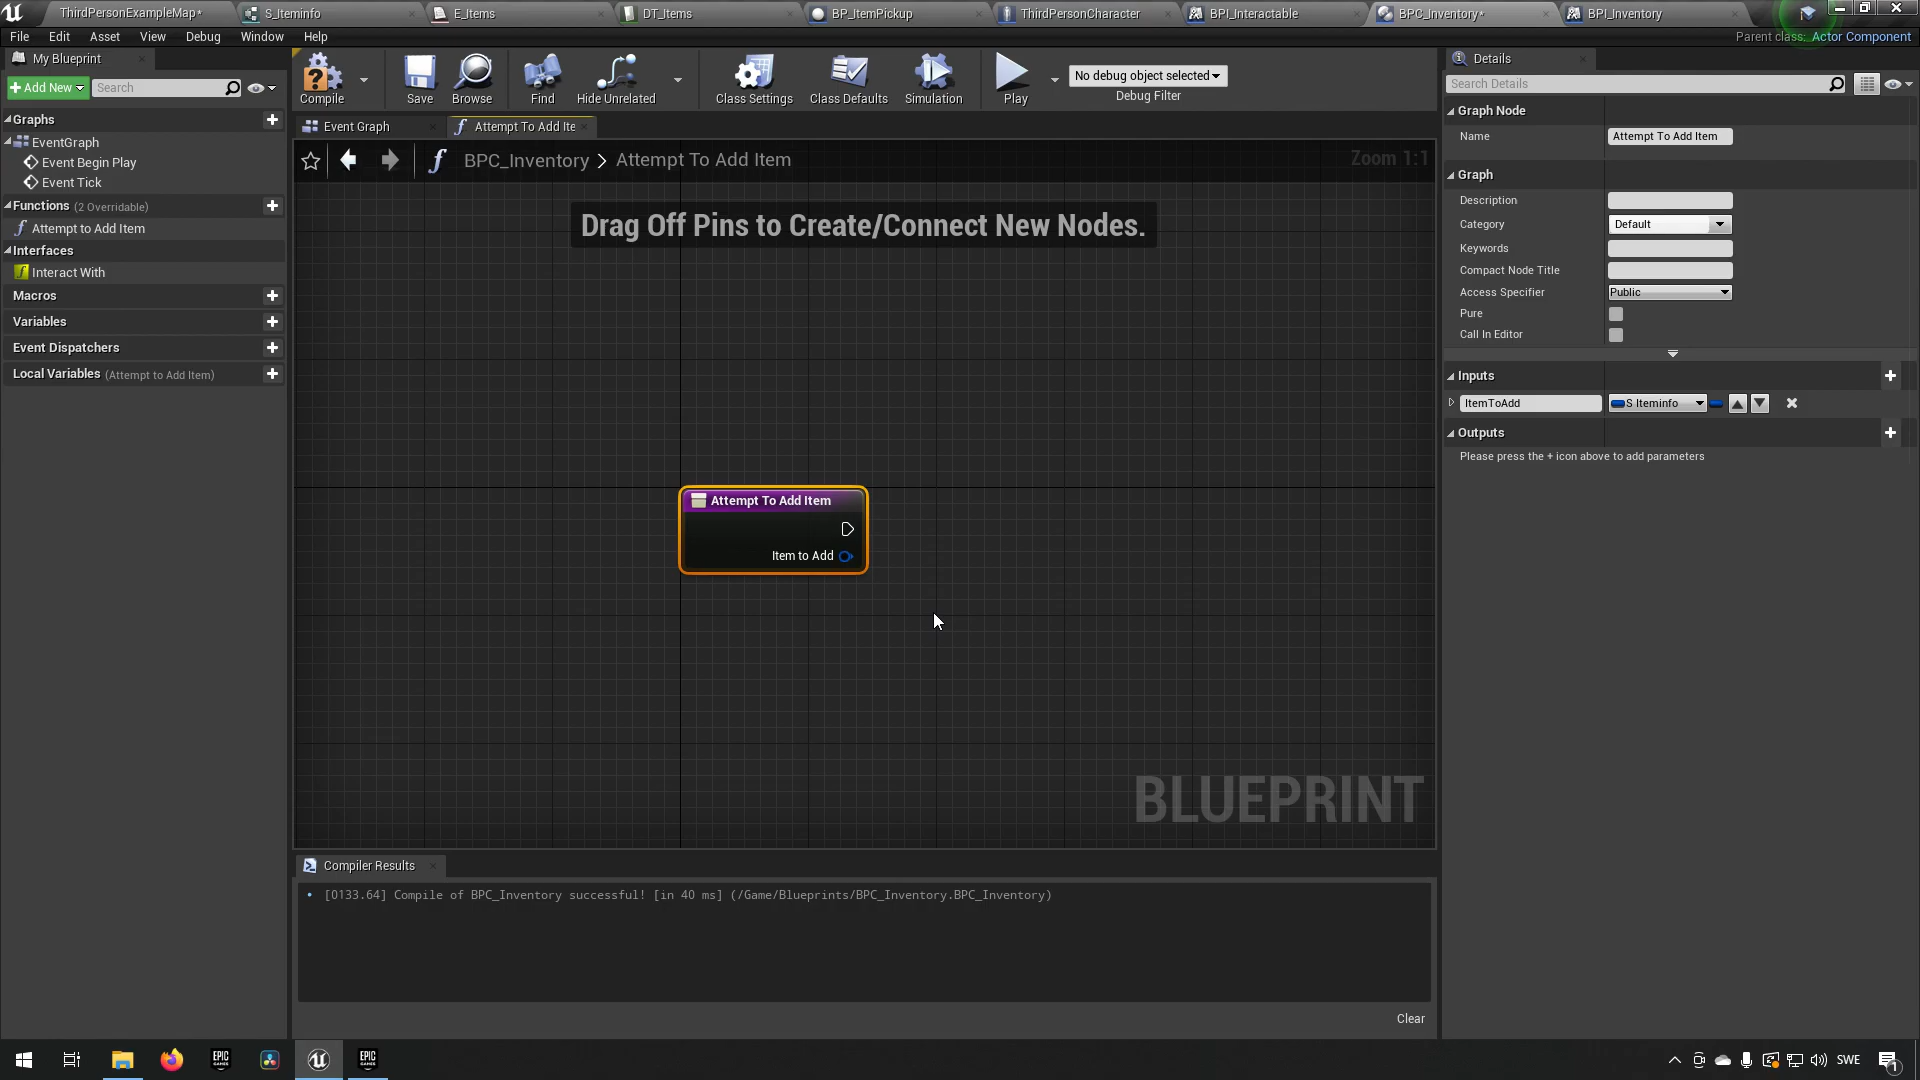 ThirdPersonExampleMap*
S_Iteminfo
E_Items
DT_Items
BP_ItemPickup
ThirdPersonCharacter
BPI_Interactable
BPC_Inventory*
BPI_Inventory
File Edit Asset View Debug Window Help
Parent class: Actor Component
My Blueprint
Add New
Search
Compile
Save
Browse
Find
Hide Unrelated
Class Settings
Class Defaults
Simulation
Play
No debug object selected
Debug Filter
Graphs
EventGraph
Event Begin Play
Event Tick
Functions (2 Overridable)
Attempt to Add Item
Interfaces
Interact With
Macros
Variables
Event Dispatchers
Local Variables (Attempt to Add Item)
Event Graph
Attempt To Add Ite
BPC_Inventory > Attempt To Add Item
Zoom 1:1
Drag Off Pins to Create/Connect New Nodes.
Attempt To Add Item
Item to Add
BLUEPRINT
Compiler Results
• [0133.64] Compile of BPC_Inventory successful! [in 40 ms] (/Game/Blueprints/BPC_Inventory.BPC_Inventory)
Clear
Details
Search Details
Graph Node
Name Attempt To Add Item
Graph
Description
Category Default
Keywords
Compact Node Title
Access Specifier Public
Pure
Call In Editor
Inputs
ItemToAdd S Iteminfo
Outputs
Please press the + icon above to add parameters
EPIC GAMES
EPIC GAMES
SWE
1